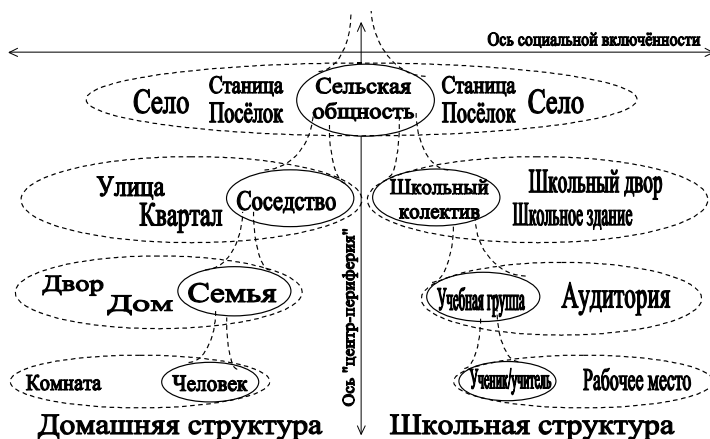 Ось социальной включённости
Село
Станица
Посёлок
Сельская
общность
Станица
Посёлок
Село
Улица
Квартал
Соседство
Школьный
колектив
Школьный двор
Школьное здание
Двор
Дом
Семья
Учебная группа
Аудитория
Комната
Человек
Ученик/учитель
Рабочее место
Ось "центр-периферия"
Домашняя структура
Школьная структура